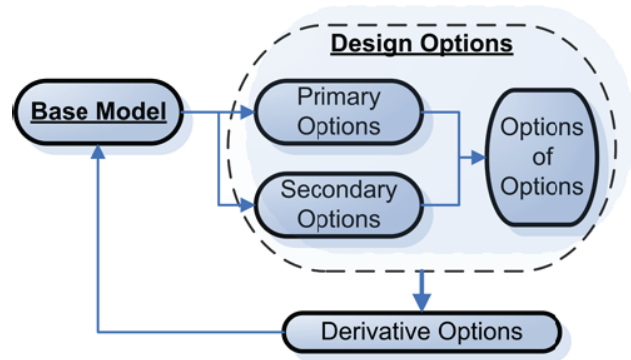 Design Options
Base Model
Primary
Options
Secondary
Options
Options
of
Options
Derivative Options